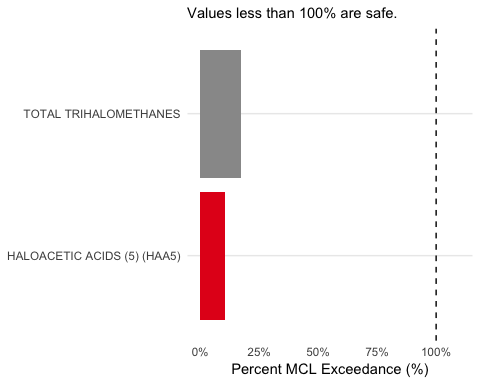 Values less than 100% are safe.
TOTAL TRIHALOMETHANES
HALOACETIC ACIDS (5) (HAA5)
0% 25% 50% 75% 100%
Percent MCL Exceedance (%)